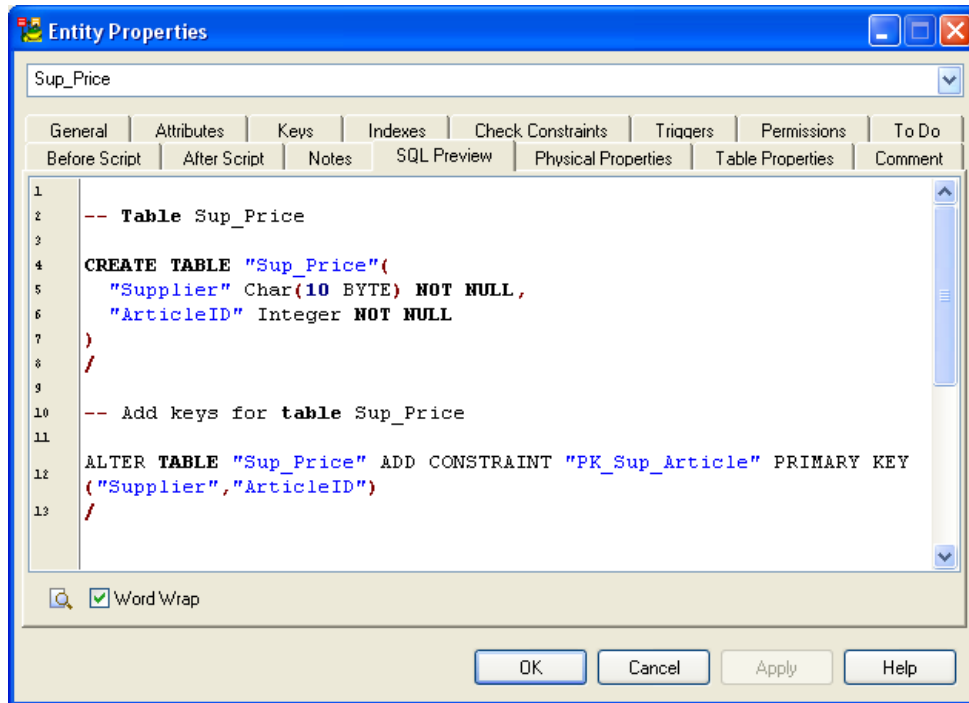 Entity Properties
Sup_Price
General Attributes Keys Indexes Check Constraints Triggers Permissions To Do
Before Script After Script Notes SQL Preview Physical Properties Table Properties Comment
1
2 -- Table Sup_Price
3
4 CREATE TABLE "Sup_Price"(
5 "Supplier" Char(10 BYTE) NOT NULL,
6 "ArticleID" Integer NOT NULL
7 )
8 /
9
10 -- Add keys for table Sup_Price
11
12 ALTER TABLE "Sup_Price" ADD CONSTRAINT "PK_Sup_Article" PRIMARY KEY
("Supplier","ArticleID")
13 /
Word Wrap
OK Cancel Apply Help